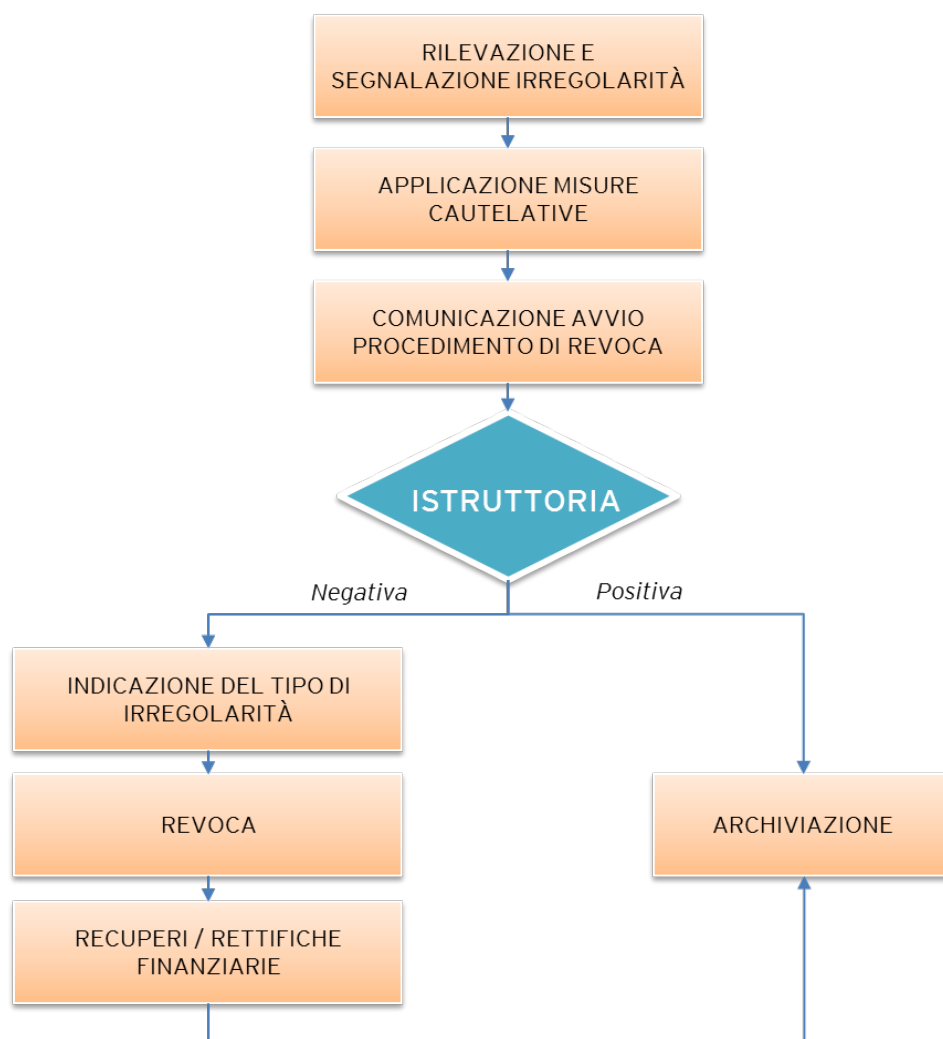 RILEVAZIONE E
SEGNALAZIONE IRREGOLARITÀ
APPLICAZIONE MISURE
CAUTELATIVE
COMUNICAZIONE AVVIO
PROCEDIMENTO DI REVOCA
ISTRUTTORIA
Negativa
Positiva
INDICAZIONE DEL TIPO DI
IRREGOLARITÀ
REVOCA
ARCHIVIAZIONE
RECUPERI / RETTIFICHE
FINANZIARIE